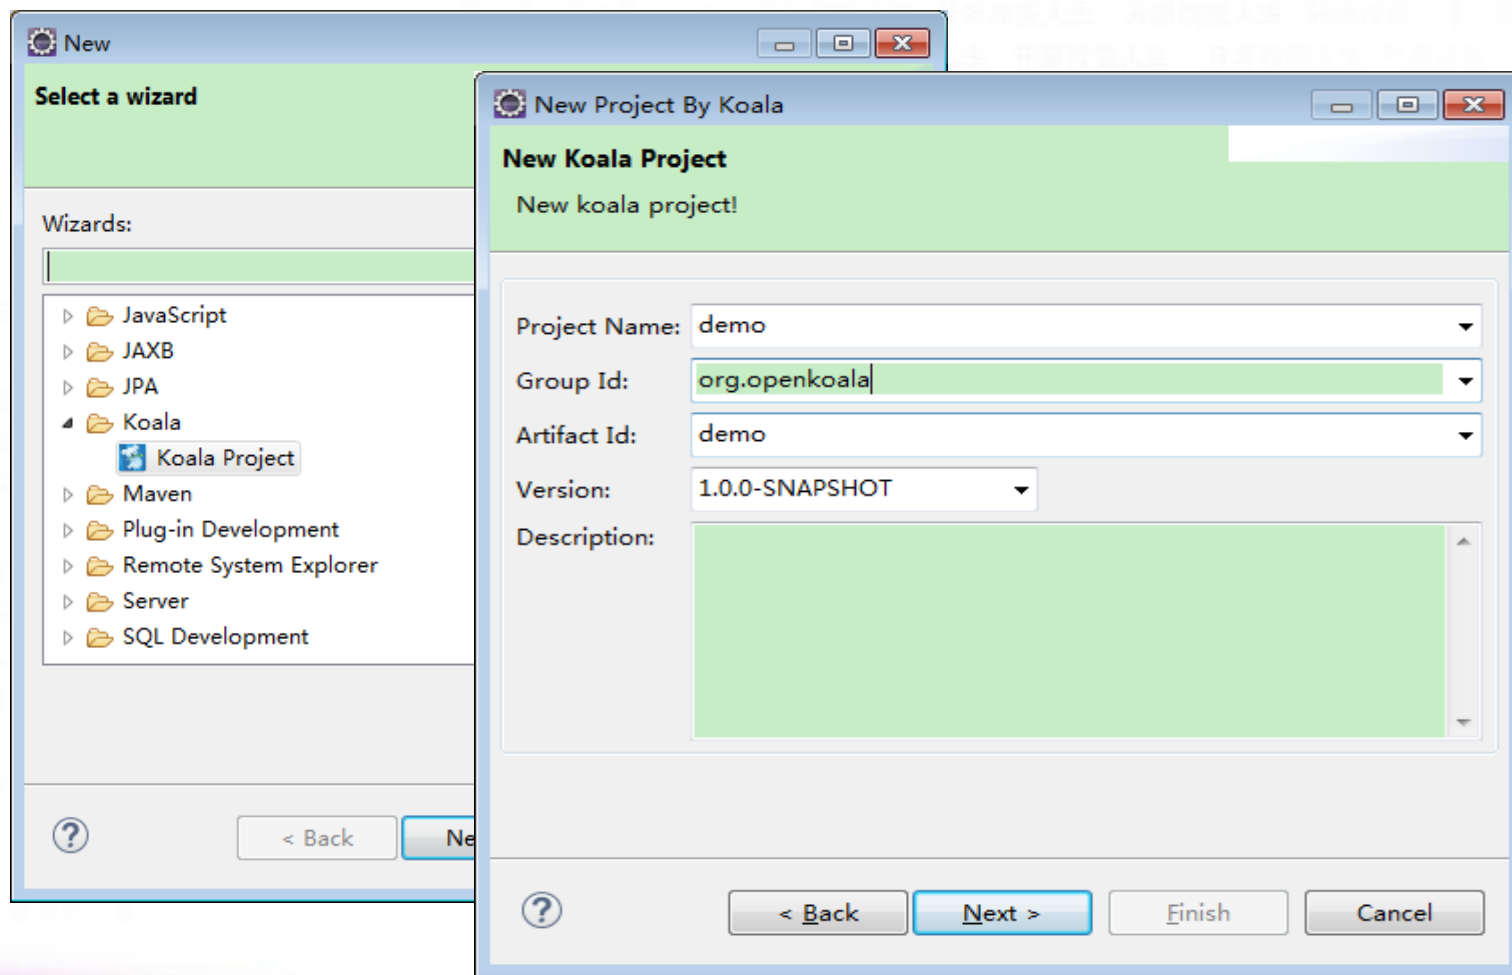 New
Select a wizard
Wizards:
JavaScript
JAXB
JPA
Koala
Koala Project
Maven
Plug-in Development
Remote System Explorer
Server
SQL Development
< Back
Ne
New Project By Koala
New Koala Project
New koala project!
Project Name: demo
Group Id: org.openkoala
Artifact Id: demo
Version: 1.0.0-SNAPSHOT
Description:
< Back
Next >
Finish
Cancel